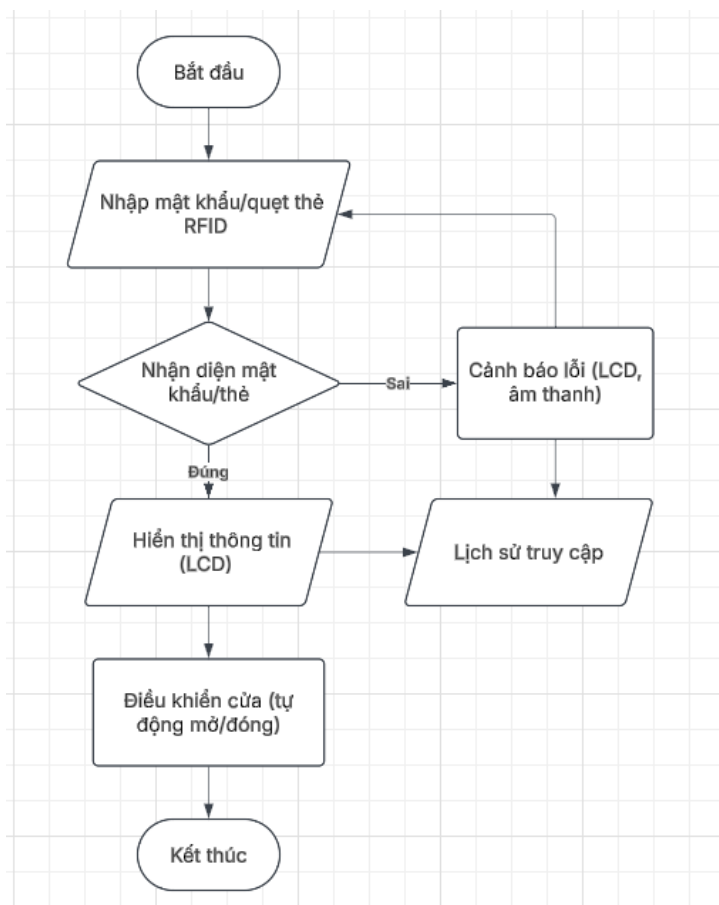 Bắt đầu
Nhập mật khẩu/quẹt thẻ
RFID
Nhận diện mật
khẩu/thẻ
Sai
Cảnh báo lỗi (LCD,
âm thanh)
Đúng
Hiển thị thông tin
(LCD)
Lịch sử truy cập
Điều khiển cửa (tự
động mở/đóng)
Kết thúc